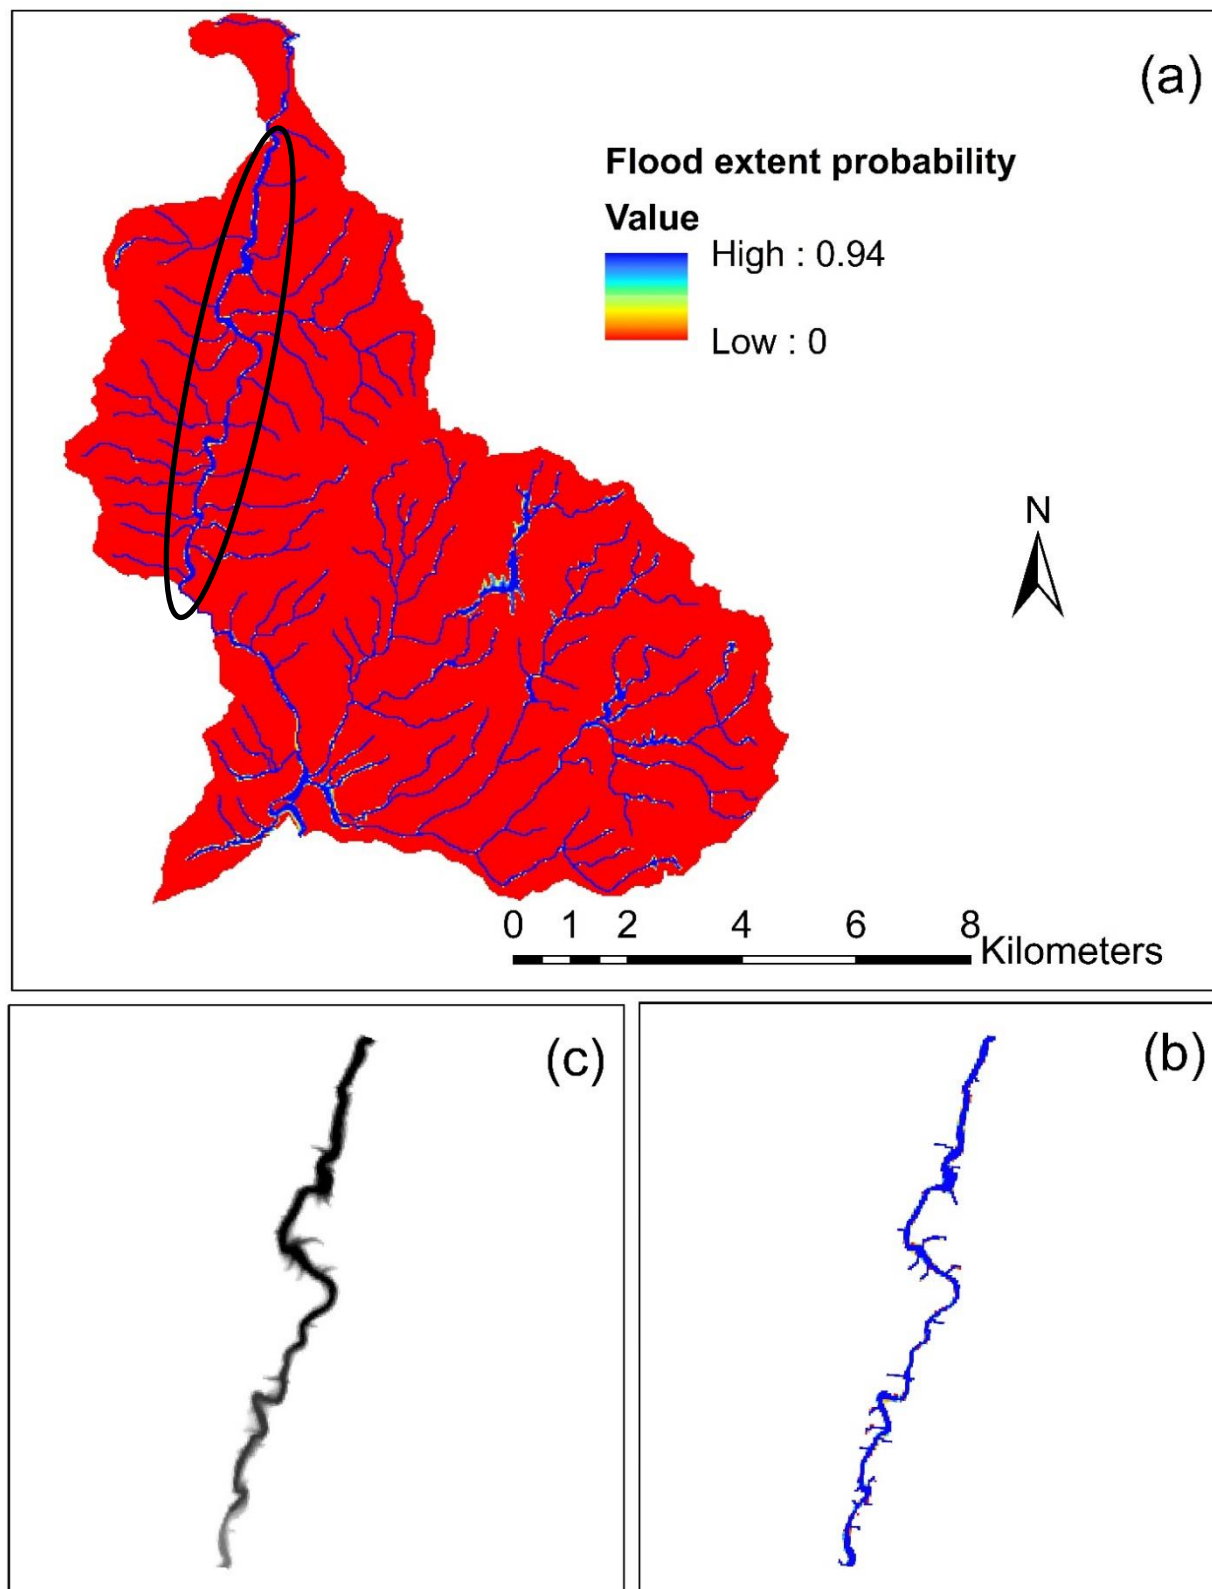 (a)
Flood extent probability
Value
High : 0.94
Low : 0
N
0 1 2 4 6 8
Kilometers
(c)
(b)